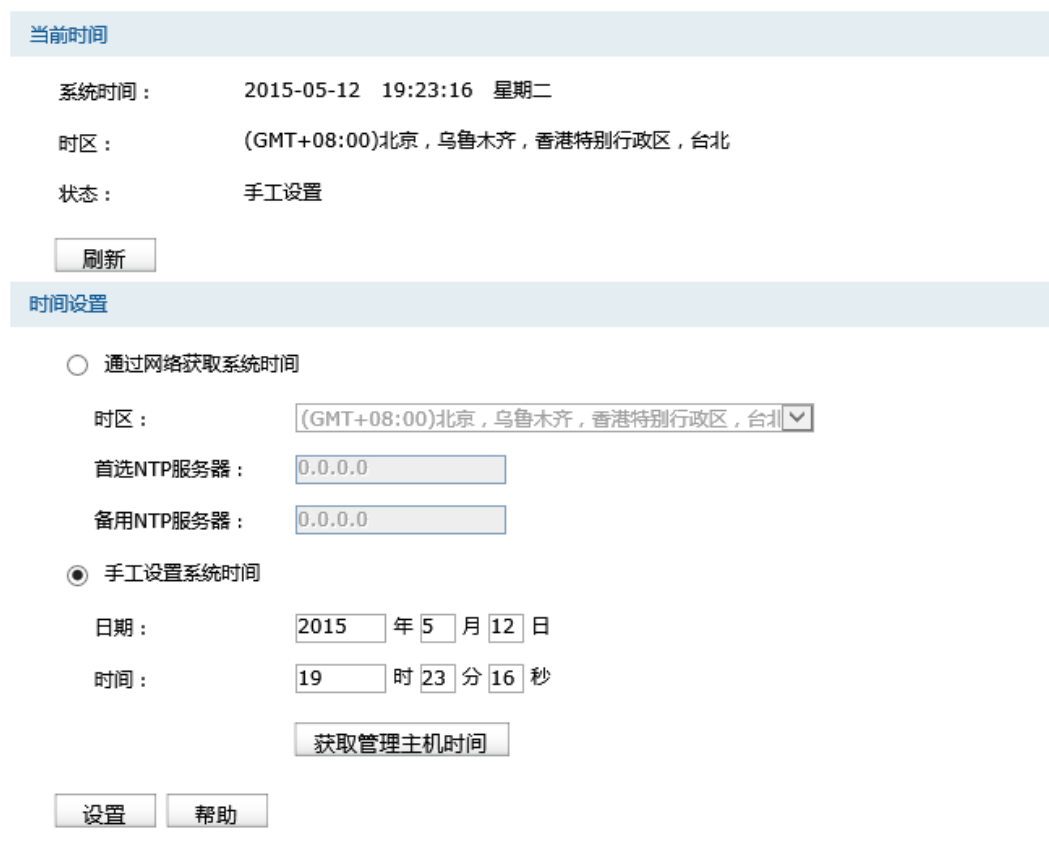 当前时间
系统时间： 2015-05-12 19:23:16 星期二
时区： (GMT+08:00)北京，乌鲁木齐，香港特别行政区，台北
状态： 手工设置
刷新
时间设置
通过网络获取系统时间
时区： (GMT+08:00)北京，乌鲁木齐，香港特别行政区，台北
首选NTP服务器： 0.0.0.0
备用NTP服务器： 0.0.0.0
手工设置系统时间
日期： 2015 年 5 月 12 日
时间： 19 时 23 分 16 秒
获取管理主机时间
设置 帮助